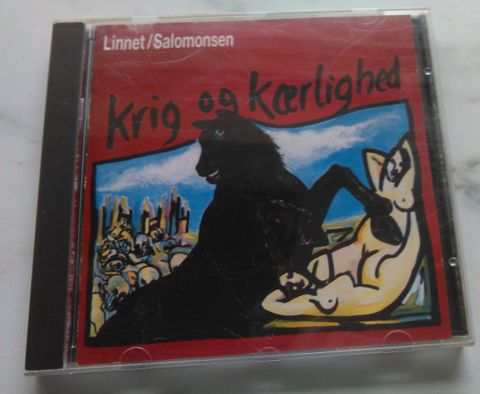 Linnet/Salomonsen
Krig og Kærlighed